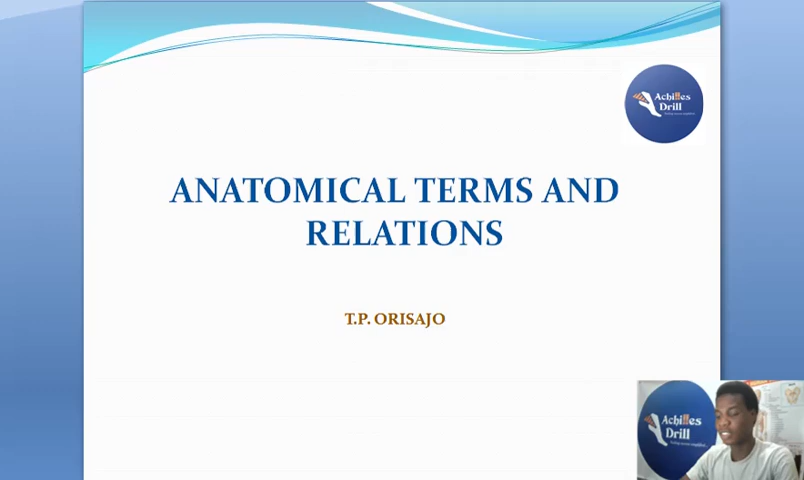 Achilles
Drill
ANATOMICAL TERMS AND
RELATIONS
T.P. ORISAJO
Achilles
Drill